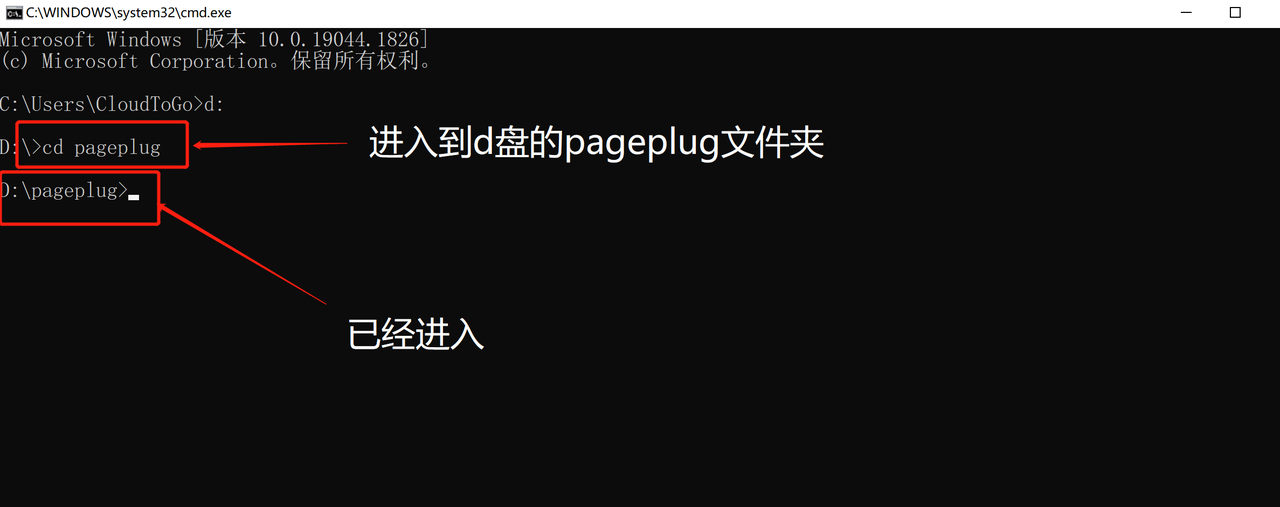 C:\WINDOWS\system32\cmd.exe
Microsoft Windows [版本 10.0.19044.1826]
(c) Microsoft Corporation。保留所有权利。
C:\Users\CloudToGo>d:
D:\>cd pageplug
进入到d盘的pageplug文件夹
D:\pageplug>
已经进入